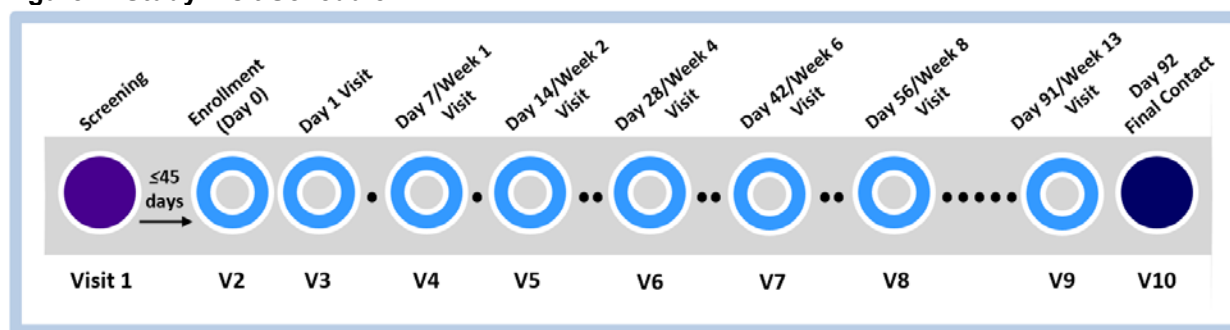 Screening
Enrollment
(Day 0)
Day 1 Visit
Day 7/Week 1
Visit
Day 14/Week 2
Visit
Day 28/Week 4
Visit
Day 42/Week 6
Visit
Day 56/Week 8
Visit
Day 91/Week 13
Visit
Day 92
Final Contact
≤45
days
Visit 1
V2
V3
V4
V5
V6
V7
V8
V9
V10